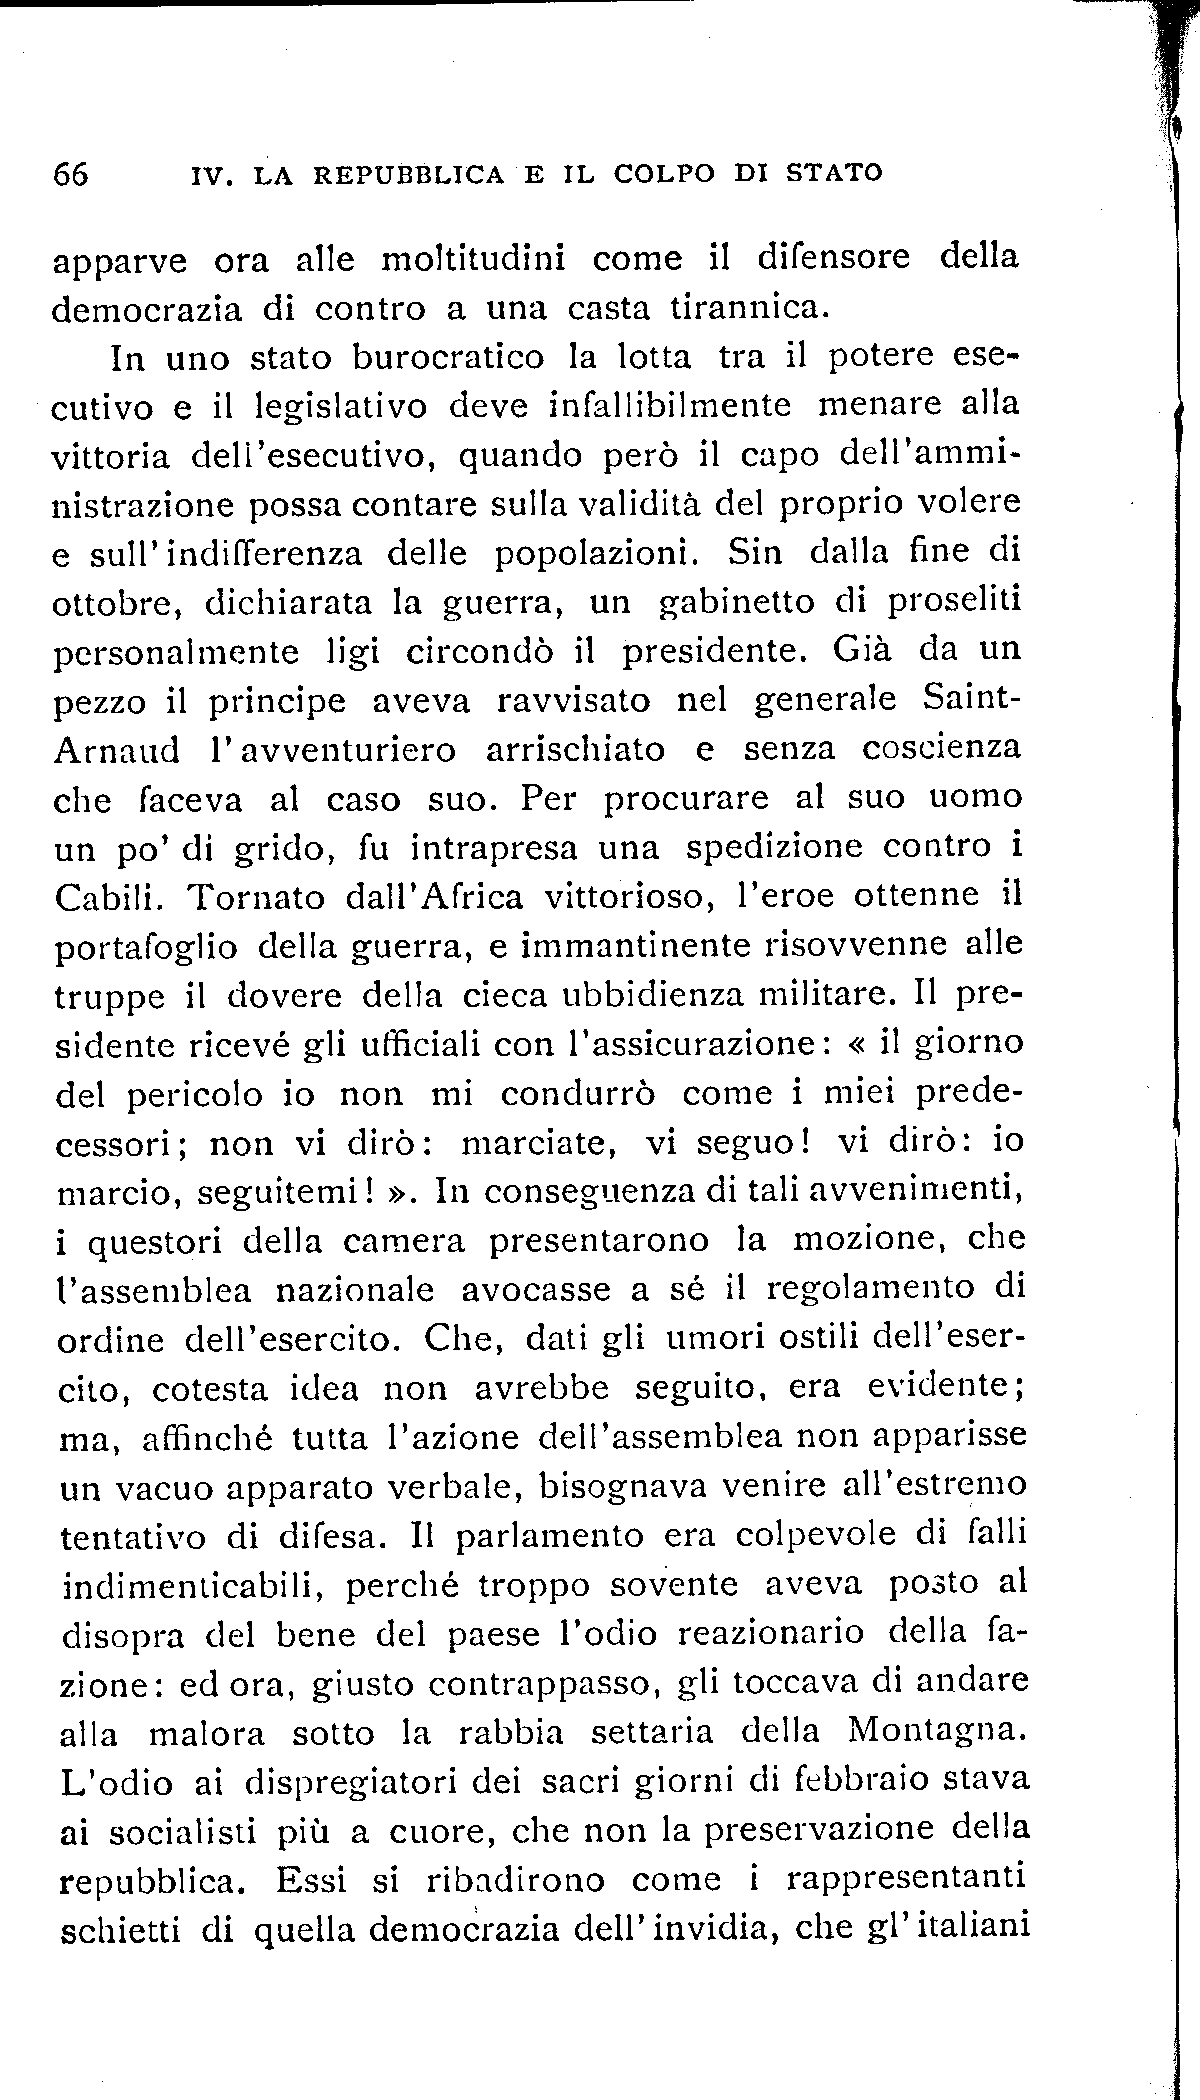 66 IV. LA REPUBBLICA E IL COLPO DI STATO
apparve ora alle moltitudini come il difensore della
democrazia di contro a una casta tirannica.
In uno stato burocratico la lotta tra il potere ese-
cutivo e il legislativo deve infallibilmente menare alla
vittoria dell'esecutivo, quando però il capo dell'ammi-
nistrazione possa contare sulla validità del proprio volere
e sull'indifferenza delle popolazioni. Sin dalla fine di
ottobre, dichiarata la guerra, un gabinetto di proseliti
personalmente ligi circondò il presidente. Già da un
pezzo il principe aveva ravvisato nel generale Saint-
Arnaud l'avventuriero arrischiato e senza coscienza
che faceva al caso suo. Per procurare al suo uomo
un po' di grido, fu intrapresa una spedizione contro i
Cabili. Tornato dall'Africa vittorioso, l'eroe ottenne il
portafoglio della guerra, e immantinente risovvenne alle
truppe il dovere della cieca ubbidienza militare. Il pre-
sidente ricevé gli ufficiali con l'assicurazione: « il giorno
del pericolo io non mi condurrò come i miei prede-
cessori; non vi dirò: marciate, vi seguo! vi dirò: io
marcio, seguitemi! ». In conseguenza di tali avvenimenti,
i questori della camera presentarono la mozione, che
l'assemblea nazionale avocasse a sé il regolamento di
ordine dell'esercito. Che, dati gli umori ostili dell'eser-
cito, cotesta idea non avrebbe seguito, era evidente;
ma, affinché tutta l'azione dell'assemblea non apparisse
un vacuo apparato verbale, bisognava venire all'estremo
tentativo di difesa. Il parlamento era colpevole di falli
indimenticabili, perché troppo sovente aveva posto al
disopra del bene del paese l'odio reazionario della fa-
zione: ed ora, giusto contrappasso, gli toccava di andare
alla malora sotto la rabbia settaria della Montagna.
L'odio ai dispregiatori dei sacri giorni di febbraio stava
ai socialisti più a cuore, che non la preservazione della
repubblica. Essi si ribadirono come i rappresentanti
schietti di quella democrazia dell'invidia, che gl'italiani